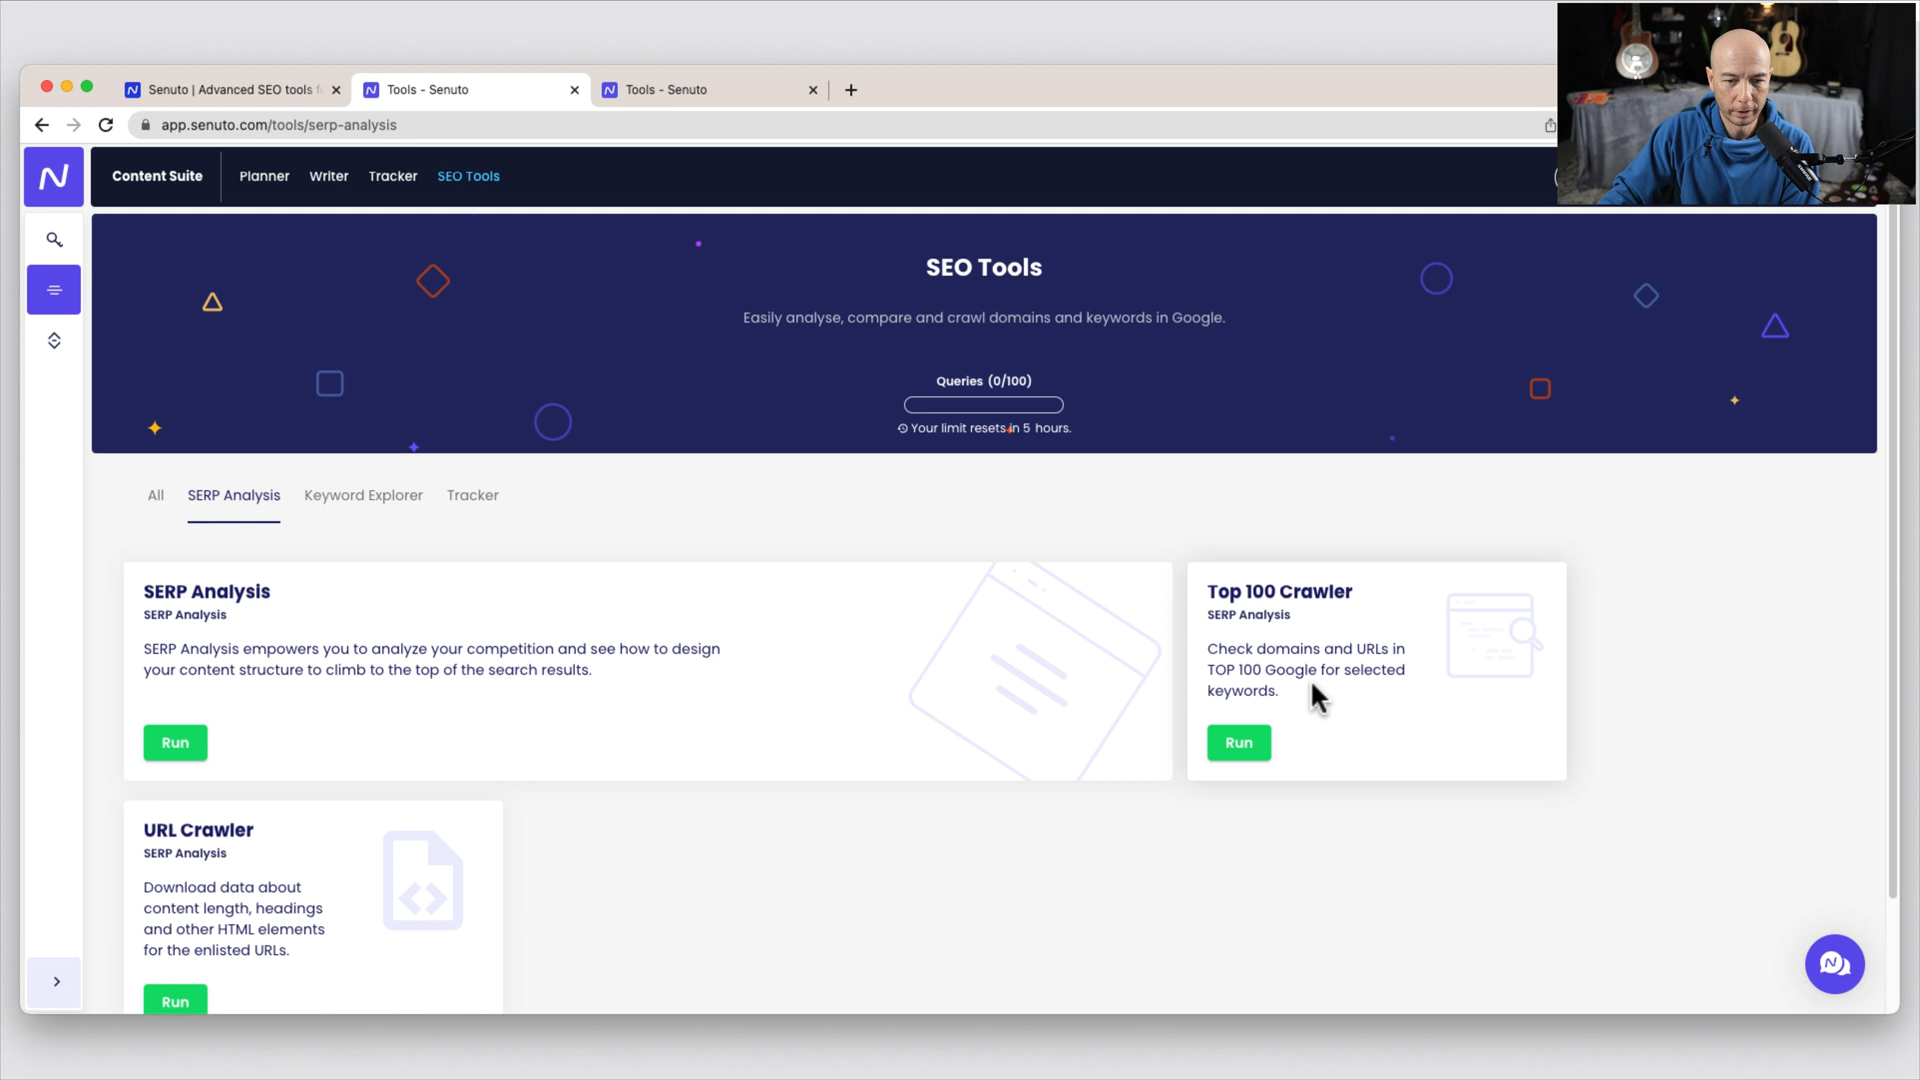 Senuto | Advanced SEO tools f
Tools - Senuto
Tools - Senuto
app.senuto.com/tools/serp-analysis
Content Suite
Planner
Writer
Tracker
SEO Tools
SEO Tools
Easily analyse, compare and crawl domains and keywords in Google.
Queries (0/100)
Your limit resets in 5 hours.
All
SERP Analysis
Keyword Explorer
Tracker
SERP Analysis
SERP Analysis
SERP Analysis empowers you to analyze your competition and see how to design
your content structure to climb to the top of the search results.
Run
Top 100 Crawler
SERP Analysis
Check domains and URLs in
TOP 100 Google for selected
keywords.
Run
URL Crawler
SERP Analysis
Download data about
content length, headings
and other HTML elements
for the enlisted URLs.
Run